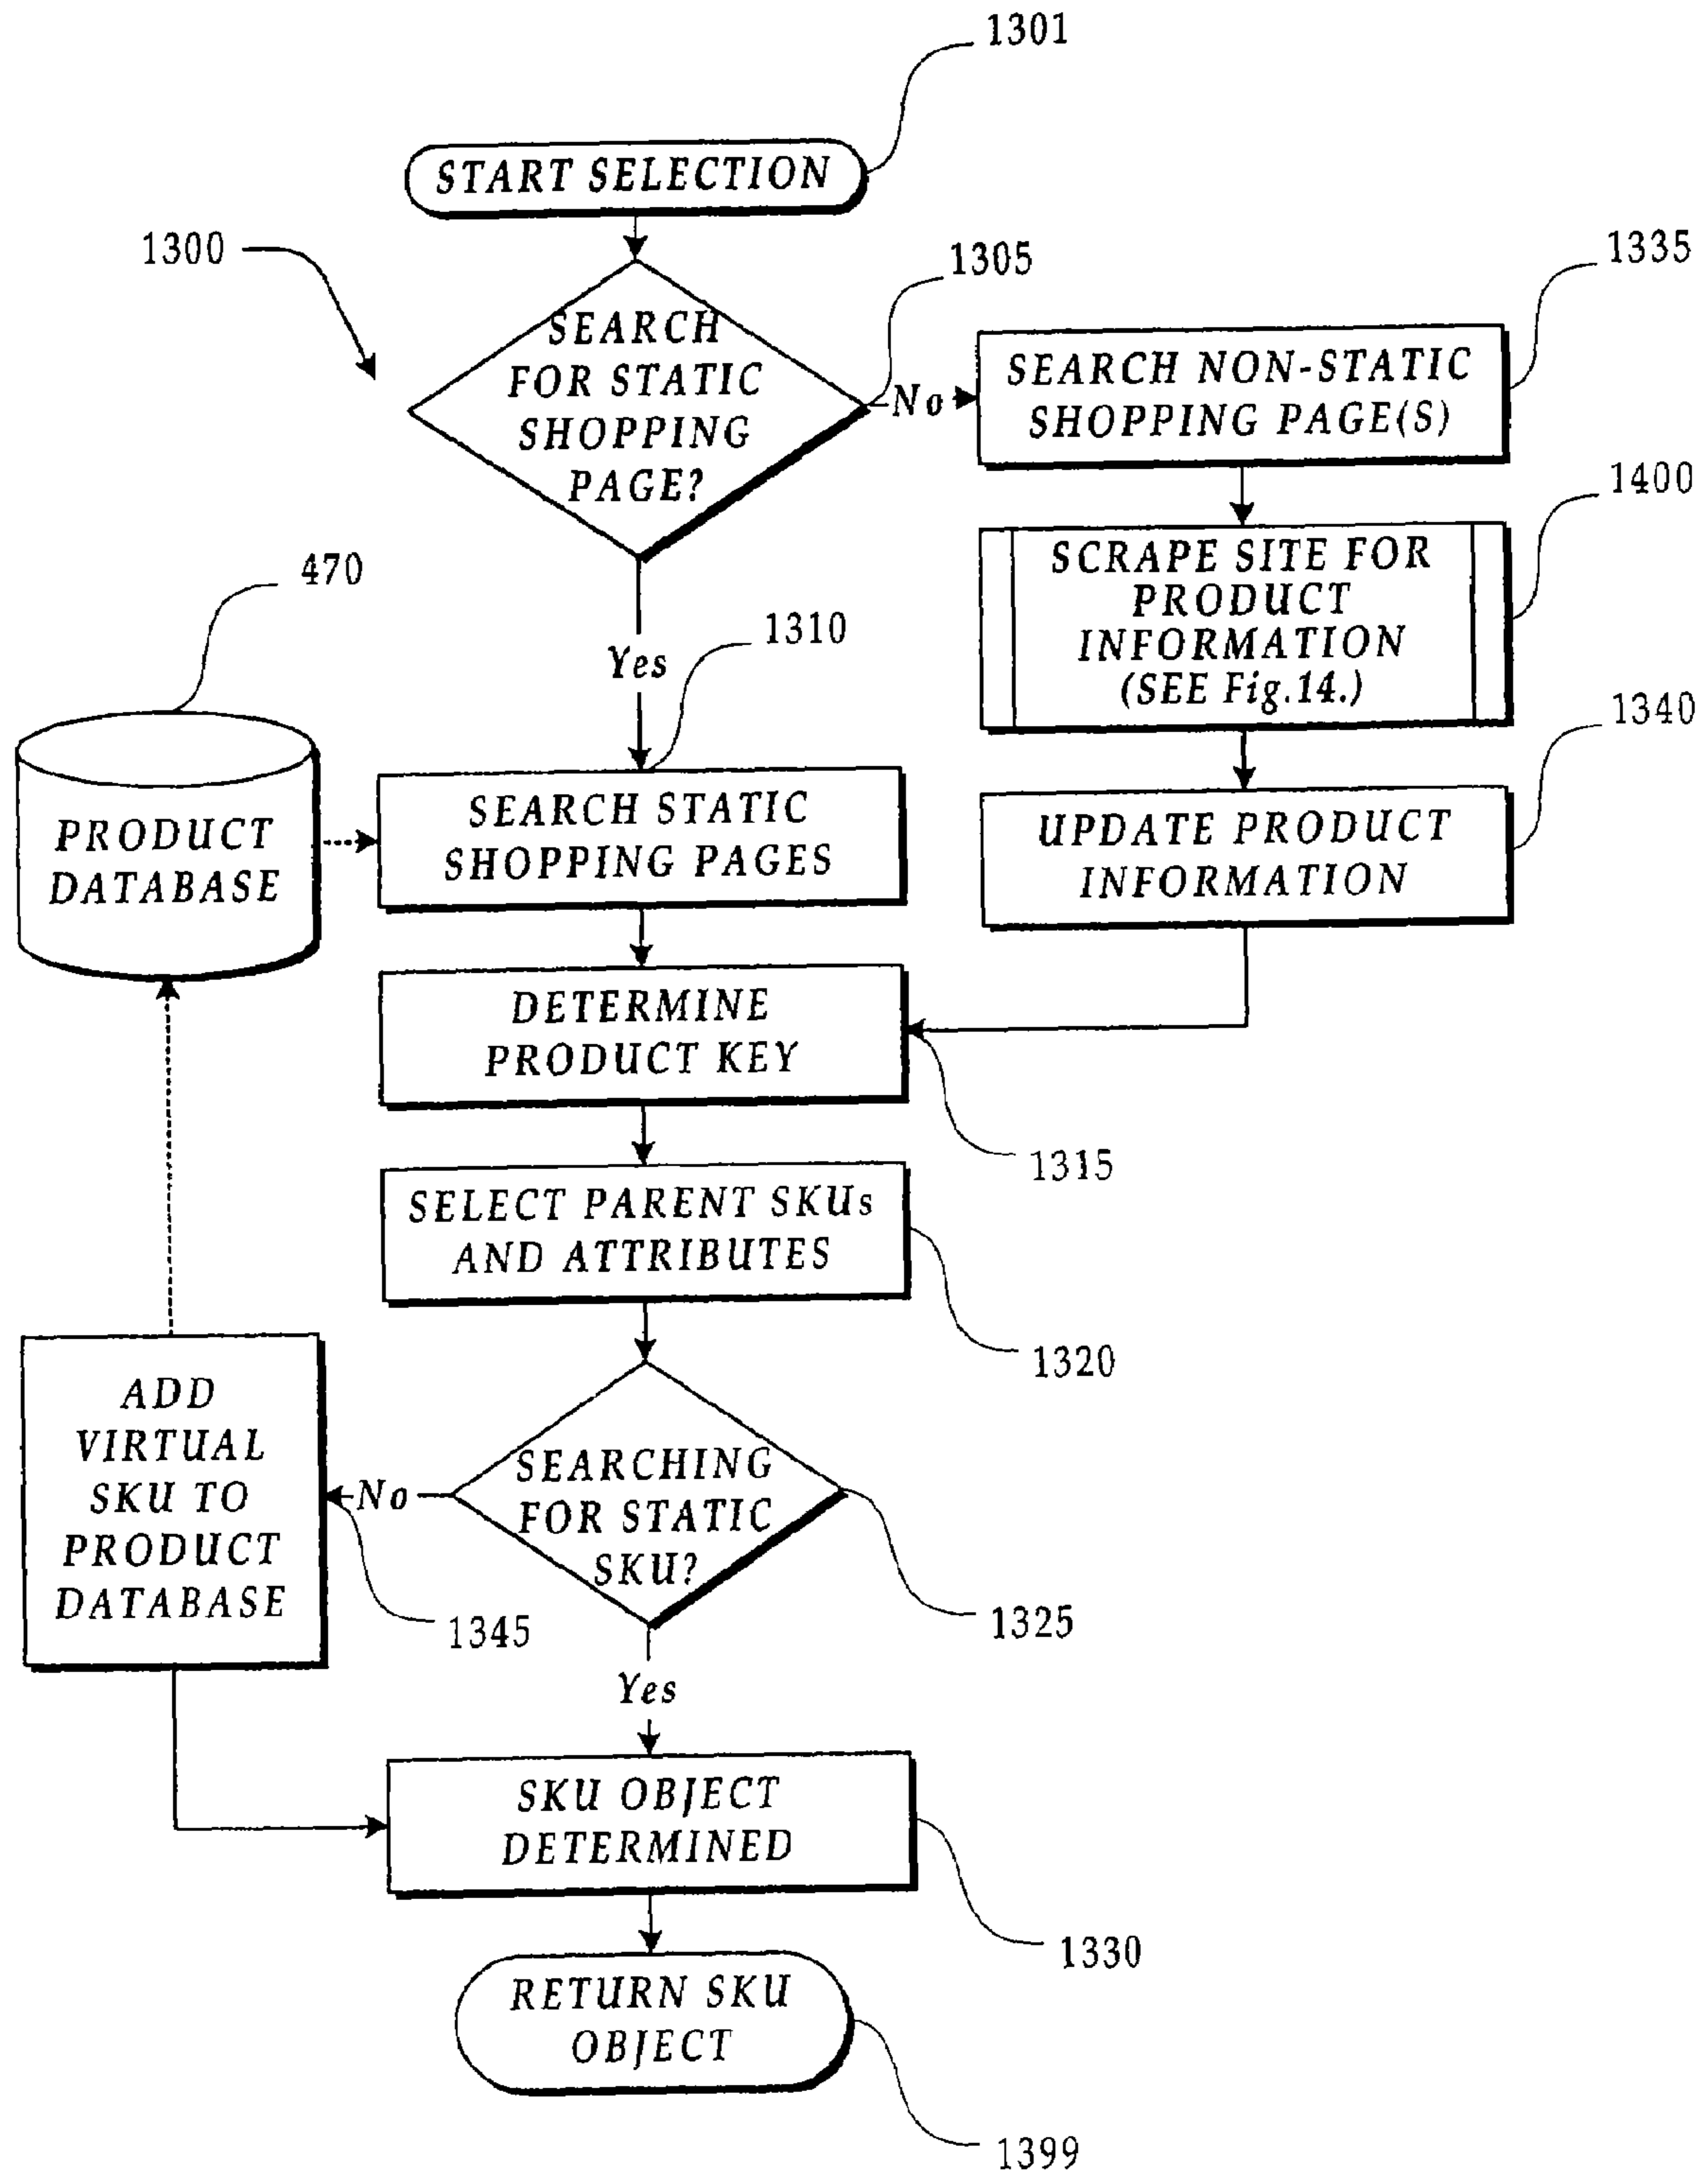 1301
START SELECTION
1300
1305
1335
SEARCH
FOR STATIC
SHOPPING
PAGE?
No
SEARCH NON-STATIC
SHOPPING PAGE(S)
1400
SCRAPE SITE FOR
PRODUCT
INFORMATION
(SEE Fig.14.)
470
Yes
1310
1340
PRODUCT
DATABASE
SEARCH STATIC
SHOPPING PAGES
UPDATE PRODUCT
INFORMATION
DETERMINE
PRODUCT KEY
1315
SELECT PARENT SKUs
AND ATTRIBUTES
1320
ADD
VIRTUAL
SKU TO
PRODUCT
DATABASE
No
SEARCHING
FOR STATIC
SKU?
1345
1325
Yes
SKU OBJECT
DETERMINED
1330
RETURN SKU
OBJECT
1399